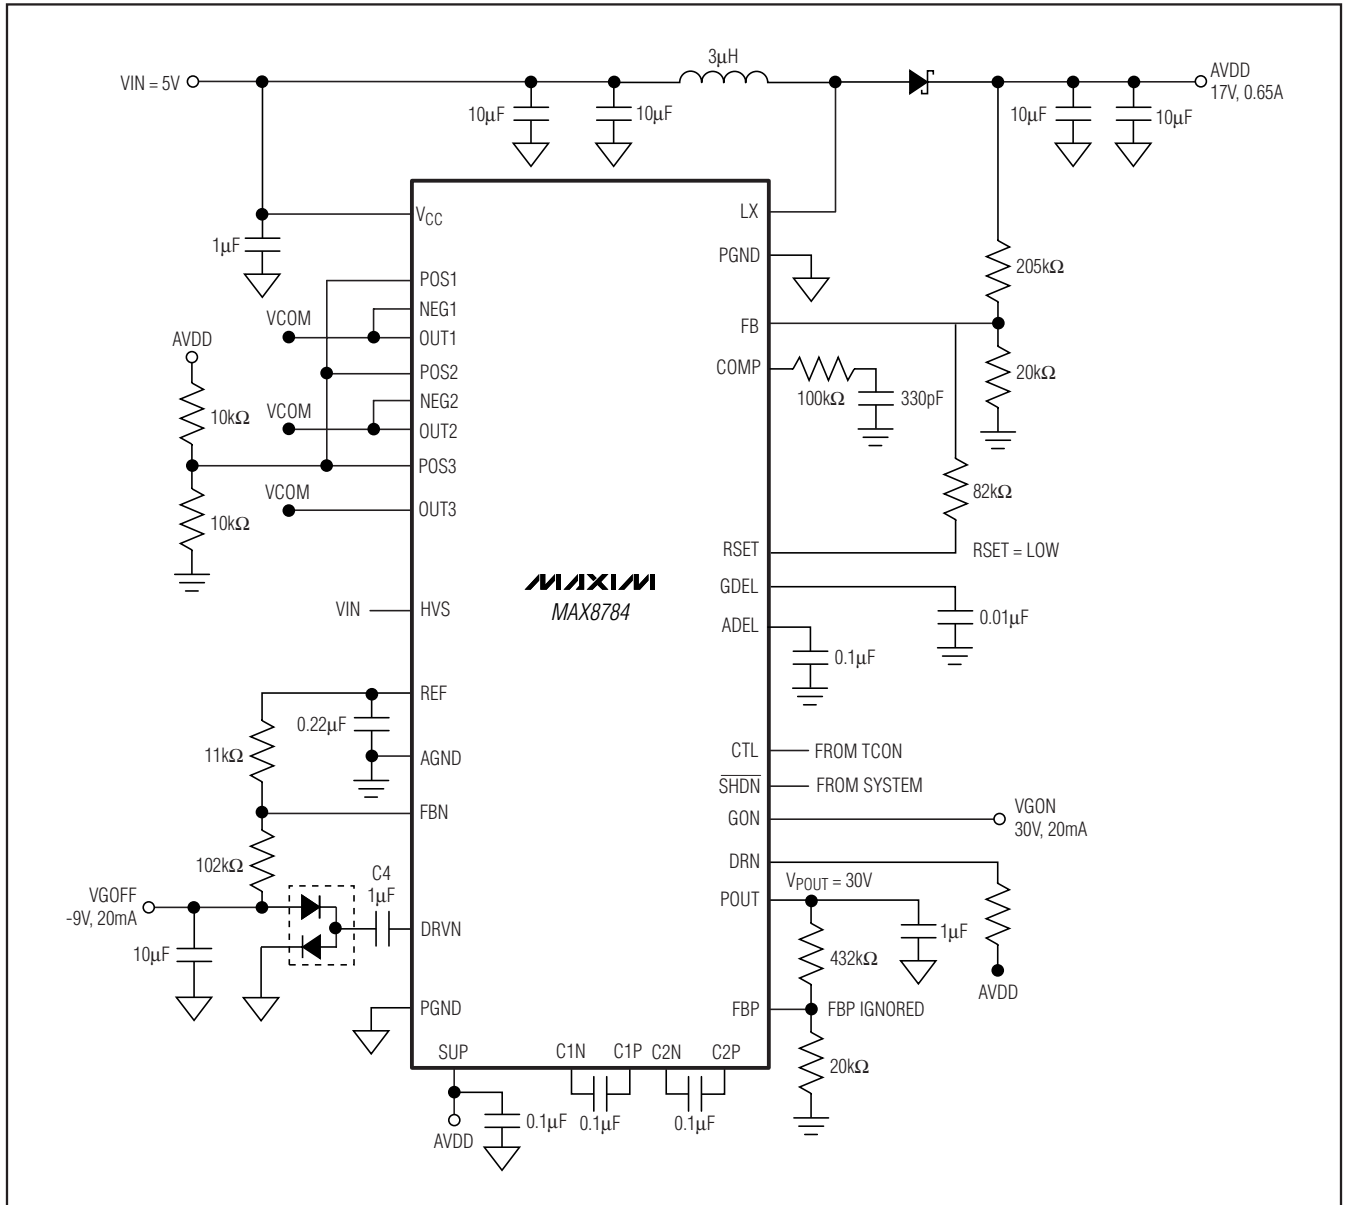 3µH
VIN = 5V
AVDD
17V, 0.65A
10µF
10µF
10µF
10µF
VCC
LX
1µF
PGND
POS1
205kΩ
NEG1
VCOM
OUT1
FB
AVDD
POS2
COMP
20kΩ
100kΩ
330pF
NEG2
10kΩ
VCOM
OUT2
POS3
VCOM
82kΩ
OUT3
10kΩ
RSET
RSET = LOW
MAXIM
MAX8784
GDEL
VIN
HVS
0.01µF
ADEL
0.1µF
REF
0.22µF
11kΩ
AGND
CTL
FROM TCON
SHDN
FROM SYSTEM
FBN
GON
VGON
30V, 20mA
102kΩ
DRN
C4
1µF
VPOUT = 30V
VGOFF
-9V, 20mA
POUT
DRVN
1µF
10µF
432kΩ
AVDD
PGND
FBP
FBP IGNORED
SUP
C1N
C1P
C2N
C2P
20kΩ
0.1µF
0.1µF
0.1µF
AVDD